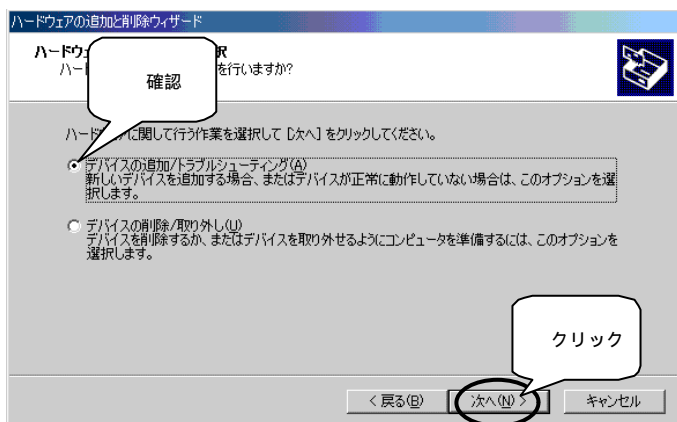 ハードウェアの追加と削除ウィザード
ハードウ 択
ハー を行いますか?
確認
ハードウェアに関して行う作業を選択して [次へ] をクリックしてください。
デバイスの追加/トラブルシューティング(A)
新しいデバイスを追加する場合、またはデバイスが正常に動作していない場合は、このオプションを選
択します。
デバイスの削除/取り外し(U)
デバイスを削除するか、またはデバイスを取り外せるようにコンピュータを準備するには、このオプションを
選択します。
クリック
< 戻る(B) 次へ(N) > キャンセル